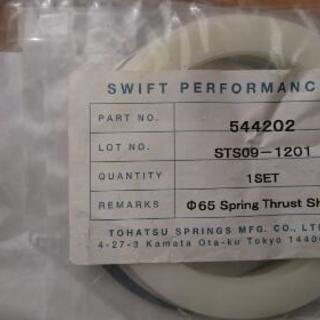 SWIFT PERFORMANC
PART NO. 544202
LOT NO. STS09-1201
QUANTITY 1SET
REMARKS Φ65 Spring Thrust Sh
TOHATSU SPRINGS MFG. CO., LT
4-27-3 Kamata Ota-ku Tokyo 1440